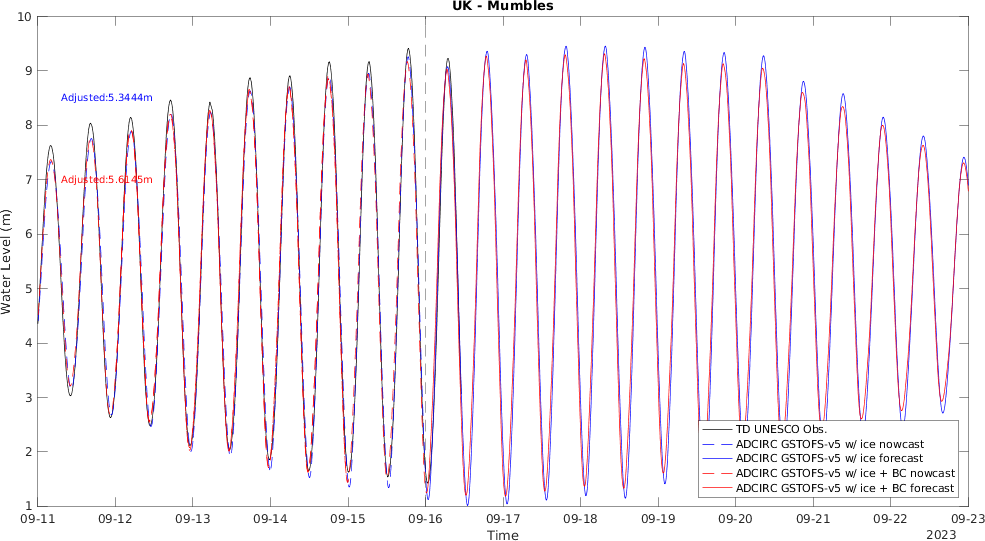 UK - Mumbles
10
9
8
7
6
5
4
3
2
1
Water Level (m)
Adjusted:5.3444m
Adjusted:5.6145m
TD UNESCO Obs.
ADCIRC GSTOFS-v5 w/ ice nowcast
ADCIRC GSTOFS-v5 w/ ice forecast
ADCIRC GSTOFS-v5 w/ ice + BC nowcast
ADCIRC GSTOFS-v5 w/ ice + BC forecast
09-11 09-12 09-13 09-14 09-15 09-16 09-17 09-18 09-19 09-20 09-21 09-22 09-23
Time
2023